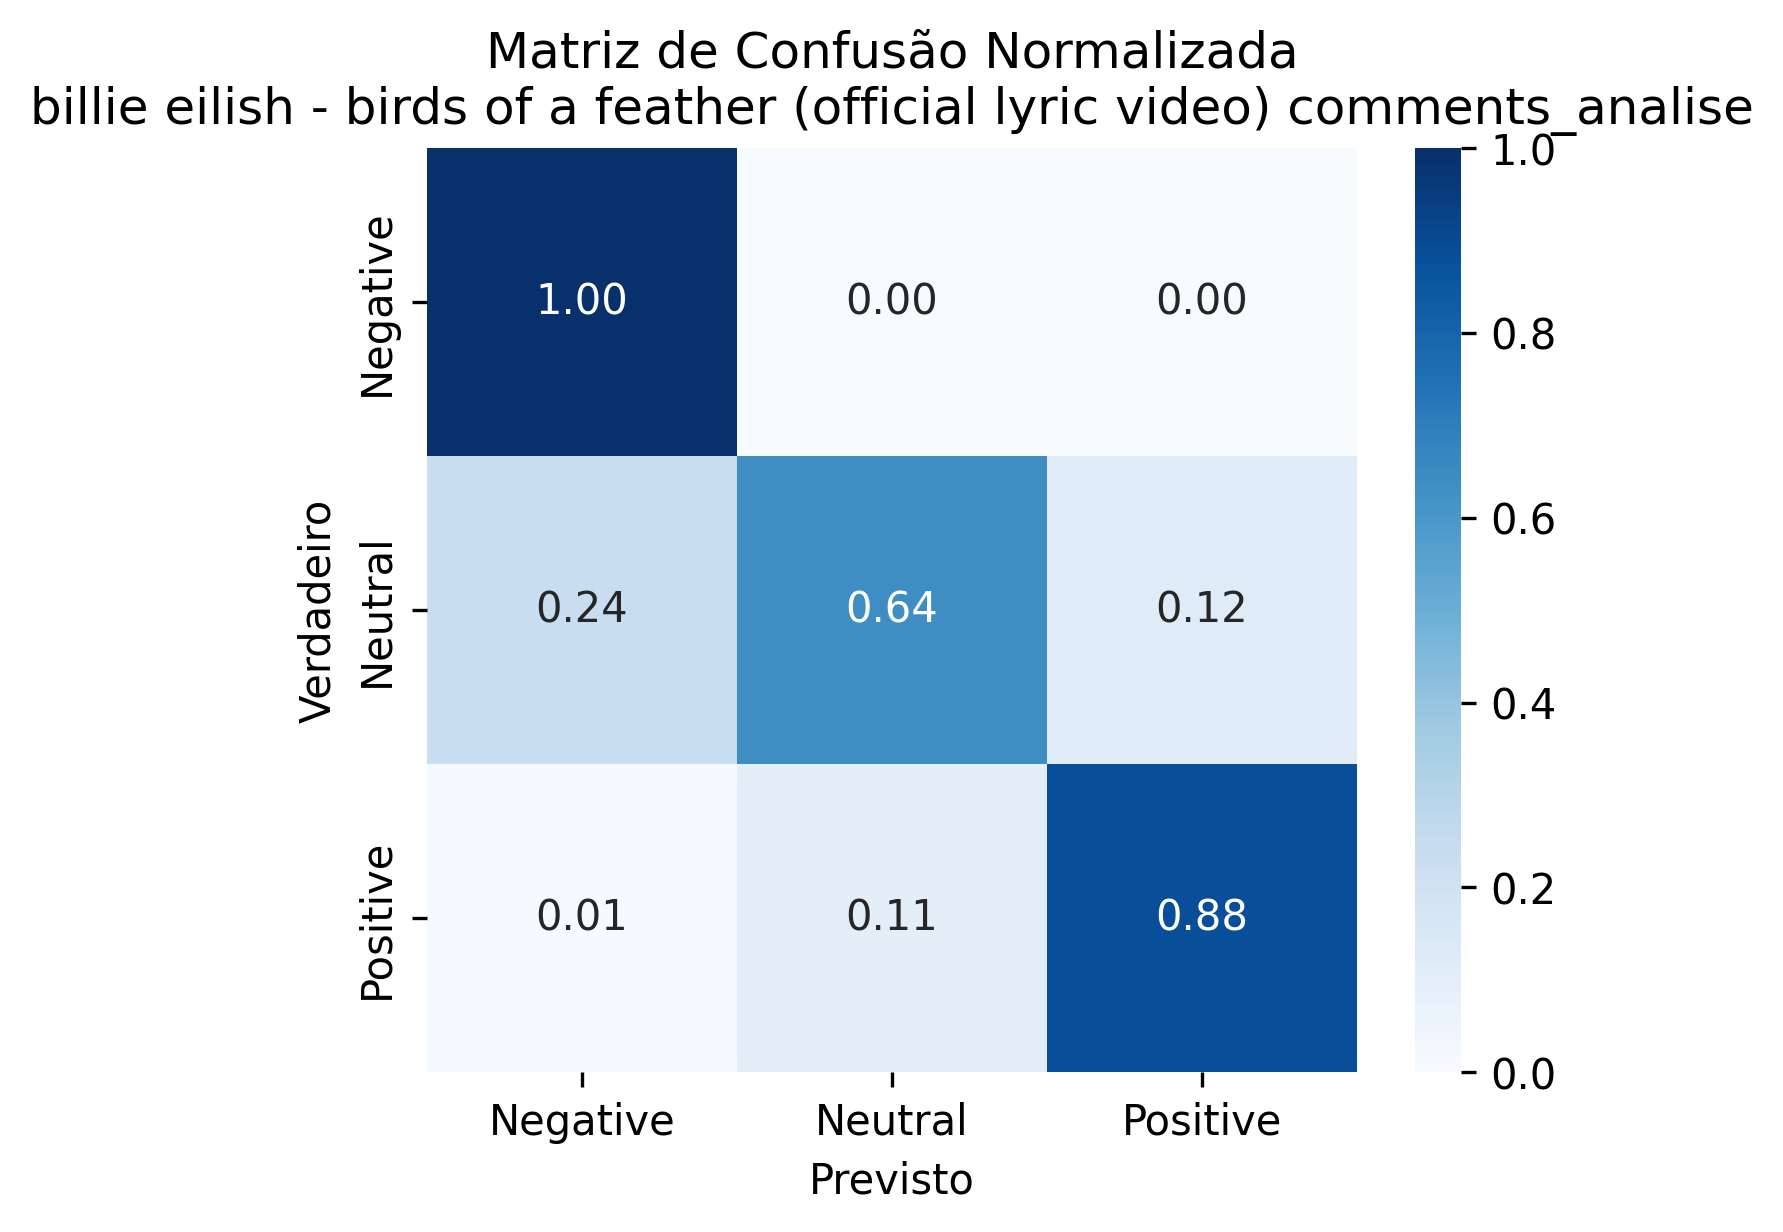 Matriz de Confusão Normalizada
billie eilish - birds of a feather (official lyric video) comments_analise
Verdadeiro
Negative
1.00 0.00 0.00
Neutral
0.24 0.64 0.12
Positive
0.01 0.11 0.88
Negative Neutral Positive
Previsto
1.0
0.8
0.6
0.4
0.2
0.0